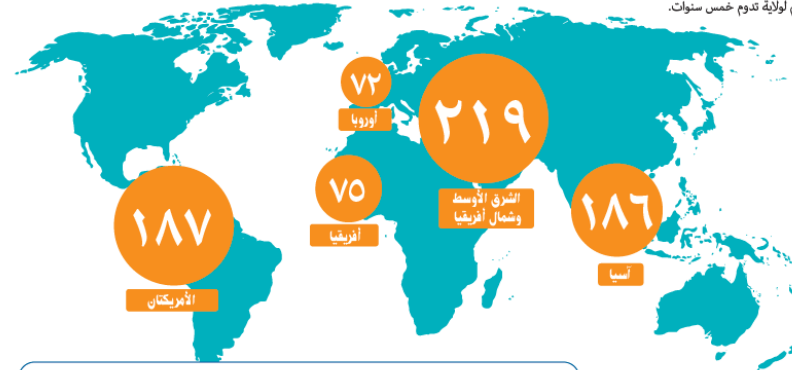 لولاية تدوم خمس سنوات.
٧٢
أوروبا
٢١٩
الشرق الأوسط
وشمال أفريقيا
٧٥
أفريقيا
١٨٦
آسيا
١٨٧
الأمريكتان